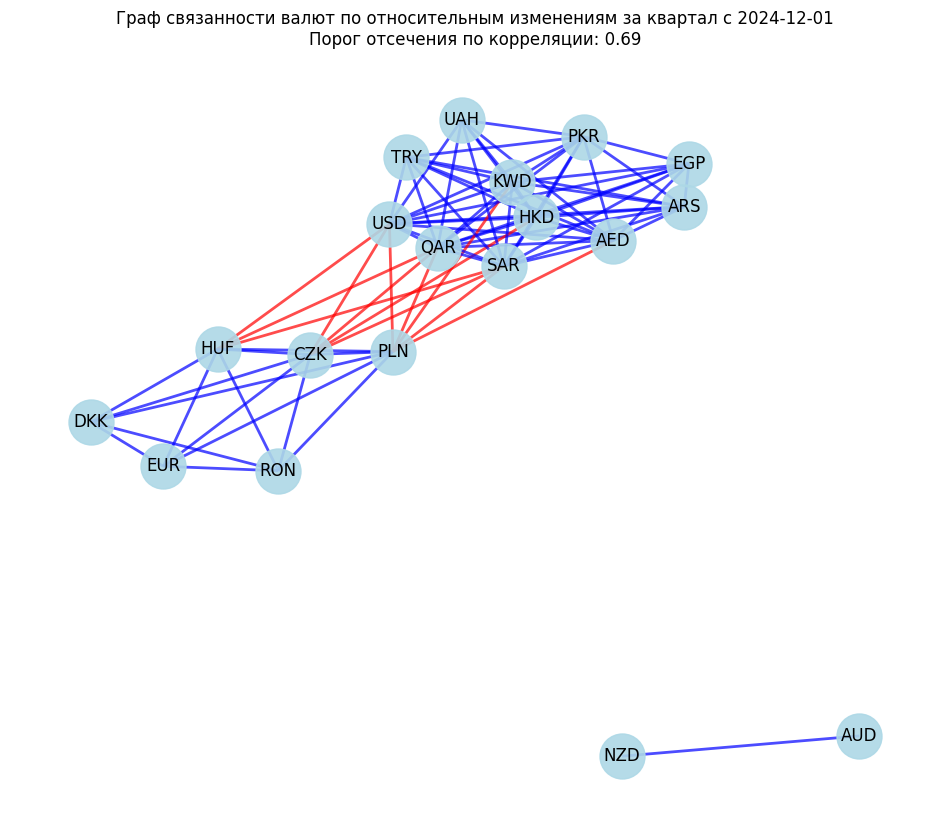 Граф связанности валют по относительным изменениям за квартал с 2024-12-01
Порог отсечения по корреляции: 0.69
UAH
PKR
TRY
EGP
KWD
ARS
HKD
USD
AED
QAR
SAR
HUF
CZK
PLN
DKK
EUR
RON
AUD
NZD